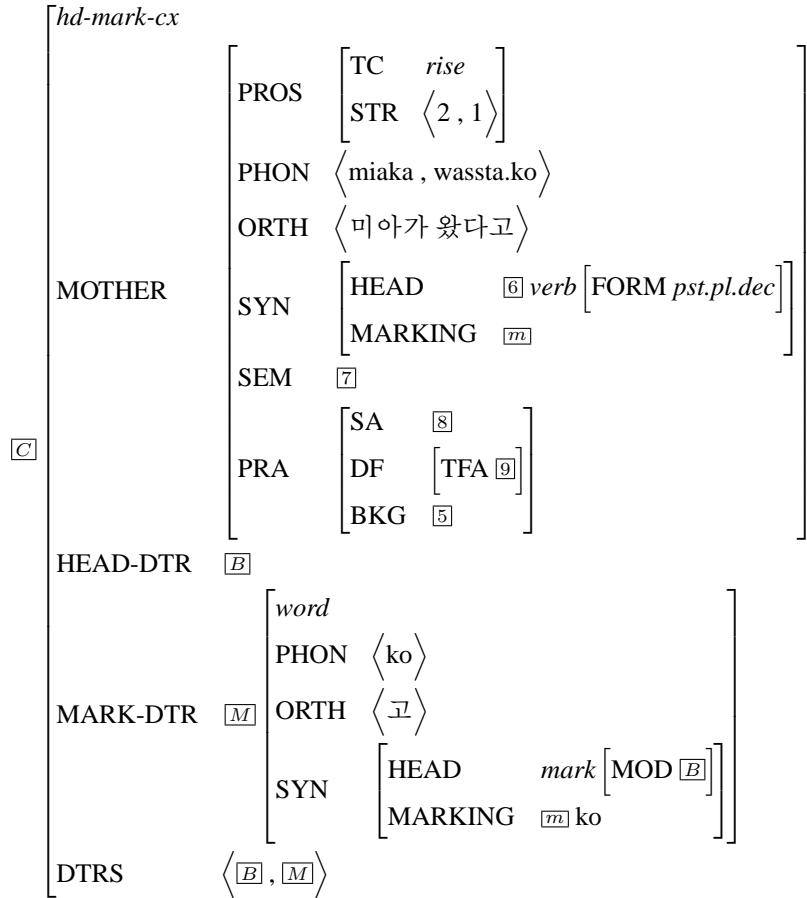 hd-mark-cx
PROS TC rise
STR ⟨2 , 1⟩
PHON ⟨miaka , wassta.ko⟩
ORTH ⟨미아가 왔다고⟩
MOTHER
SYN HEAD 6 verb [FORM pst.pl.dec]
MARKING m
SEM 7
C
PRA SA 8
DF [TFA 9]
BKG 5
HEAD-DTR B
word
PHON ⟨ko⟩
MARK-DTR M ORTH ⟨고⟩
SYN HEAD mark [MOD B]
MARKING m ko
DTRS ⟨B , M⟩